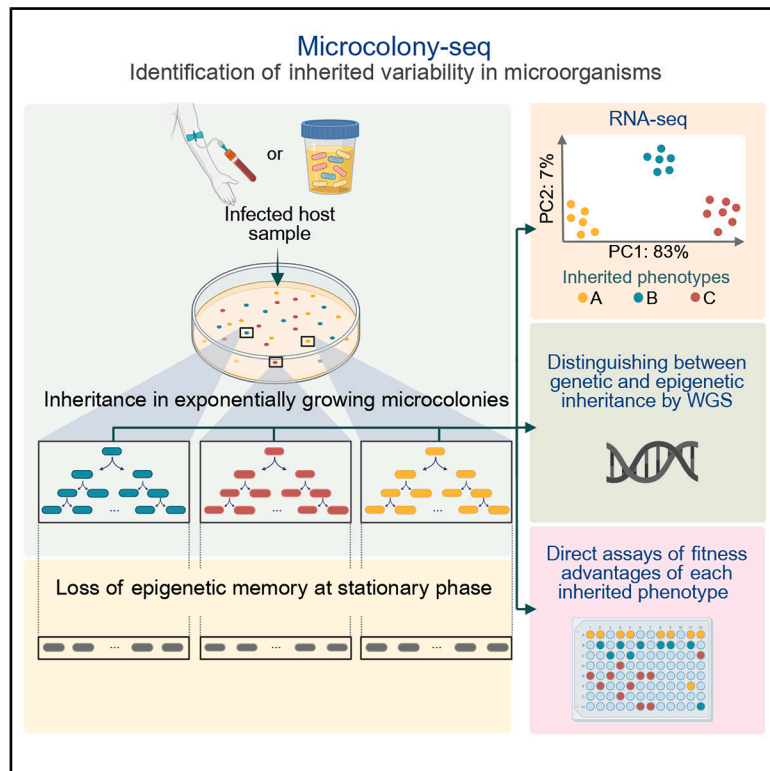 Microcolony-seq
Identification of inherited variability in microorganisms
or
Infected host
sample
Inheritance in exponentially growing microcolonies
...
...
...
Loss of epigenetic memory at stationary phase
...
...
...
RNA-seq
PC2: 7%
PC1: 83%
Inherited phenotypes
A B C
Distinguishing between
genetic and epigenetic
inheritance by WGS
Direct assays of fitness
advantages of each
inherited phenotype